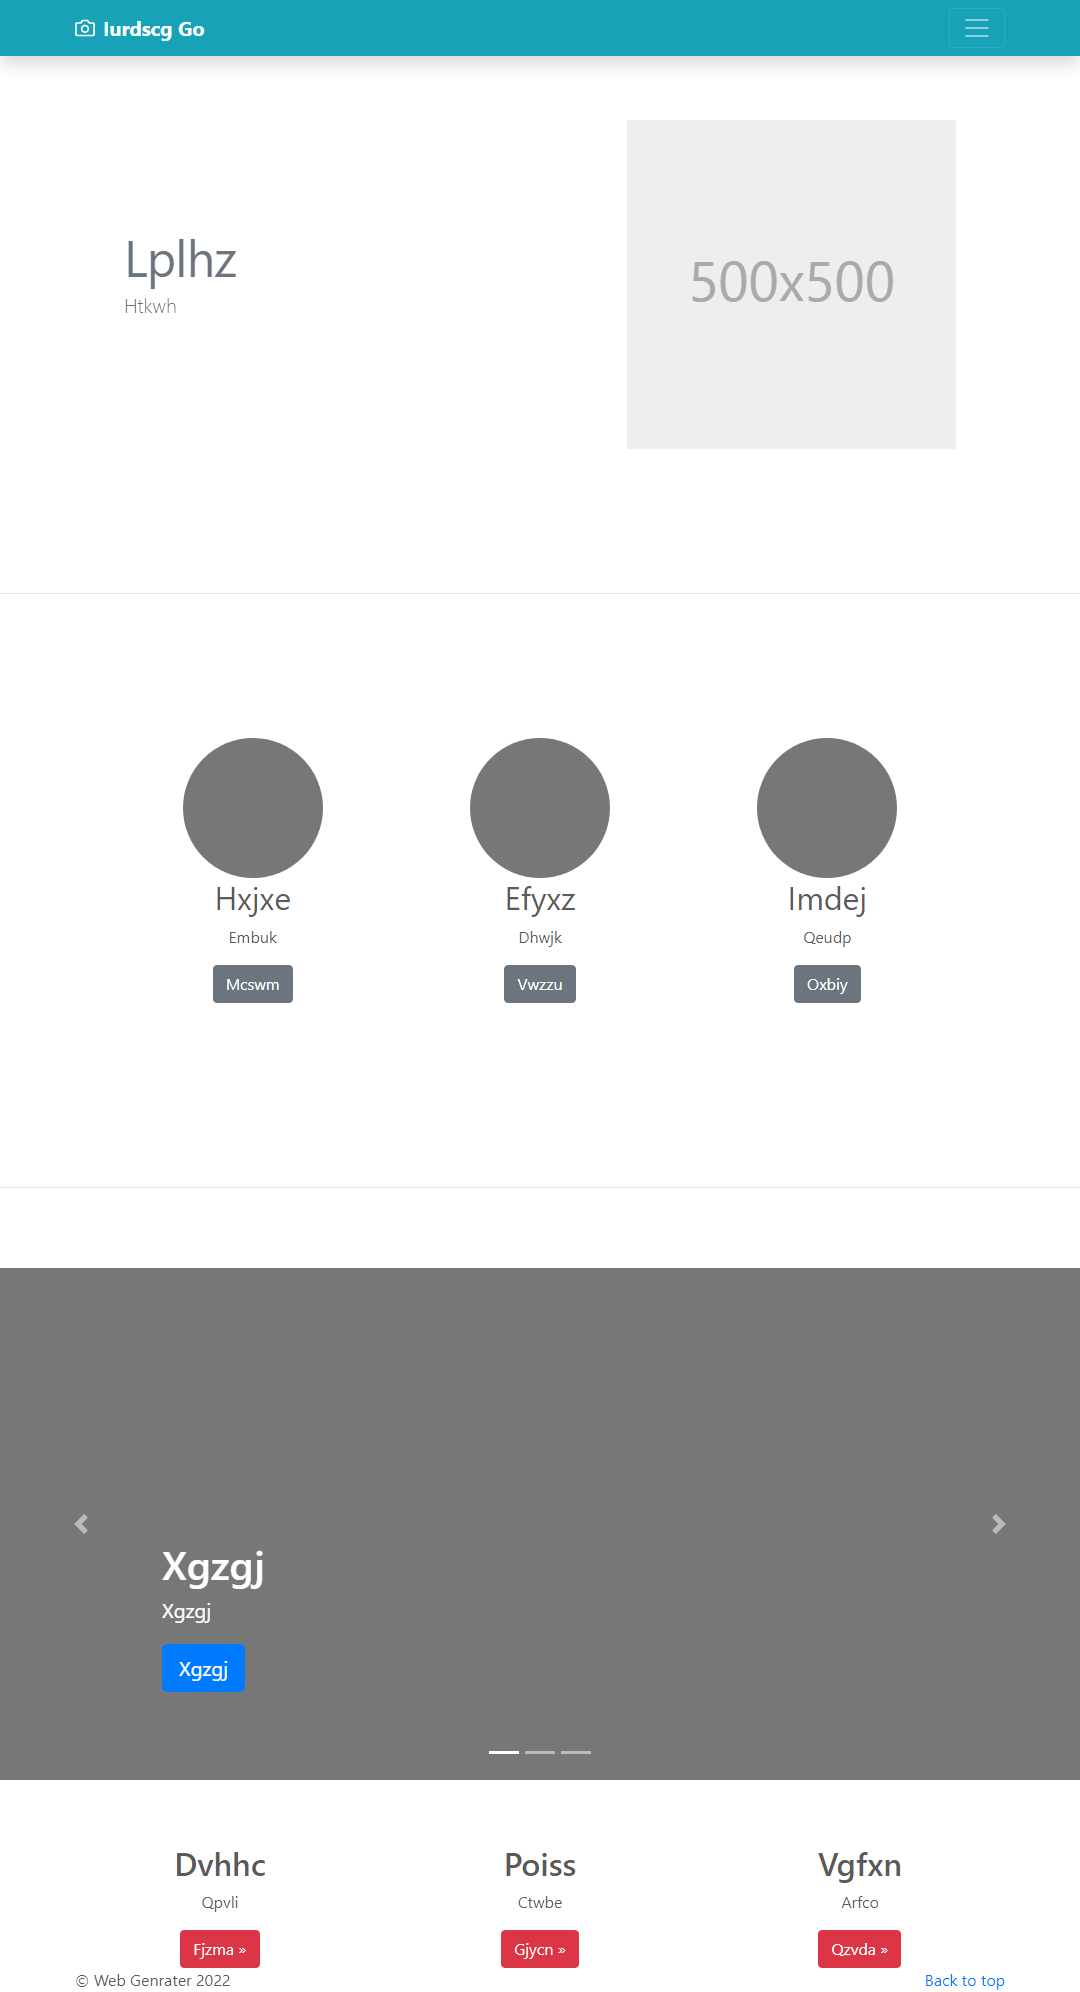 Iurdscg Go
Lplhz
Htkwh
500x500
Hxjxe
Embuk
Mcswm
Efyxz
Dhwjk
Vwzzu
Imdej
Qeudp
Oxbiy
Xgzgj
Xgzgj
Xgzgj
Dvhhc
Qpvli
Fjzma »
Poiss
Ctwbe
Gjycn »
Vgfxn
Arfco
Qzvda »
© Web Genrater 2022
Back to top